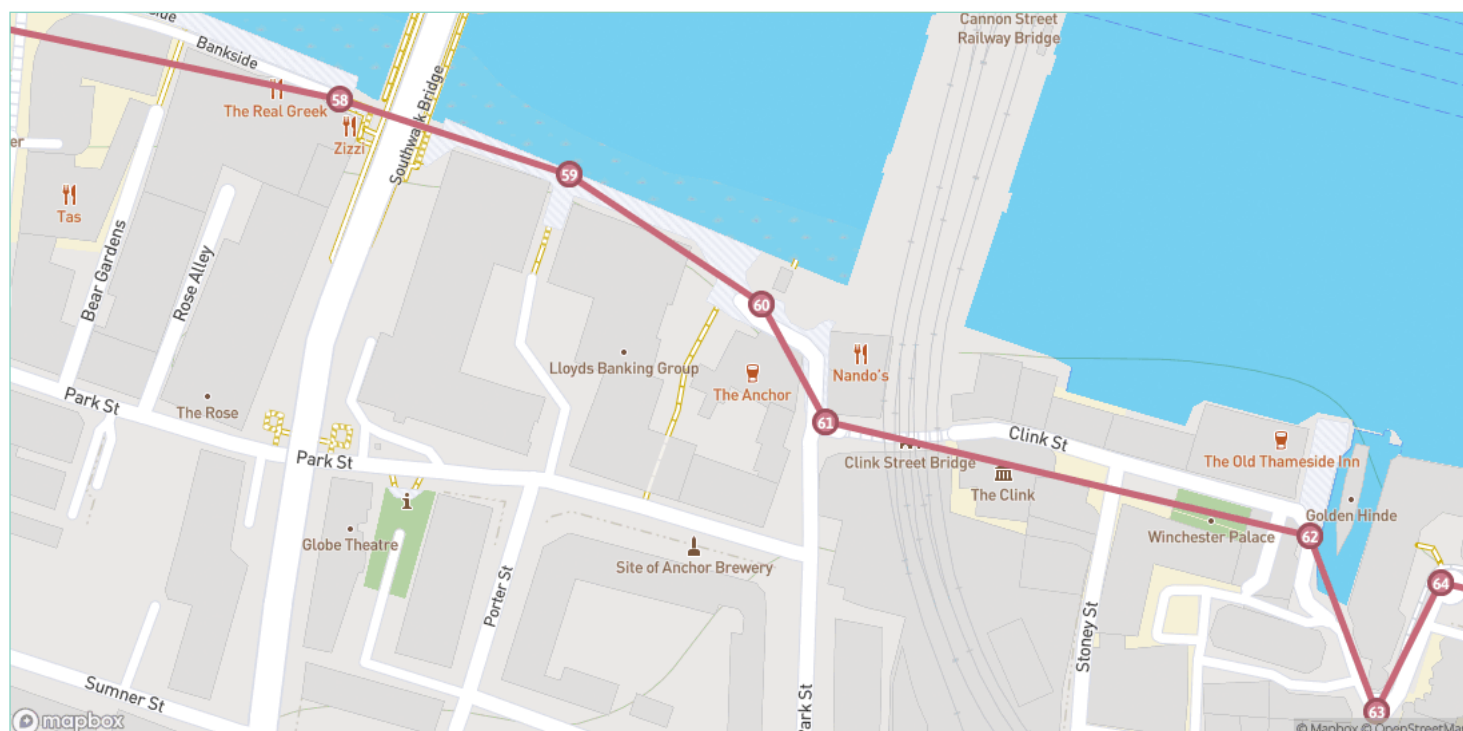 Cannon Street
Railway Bridge
Bankside
58
The Real Greek
Zizzi
Southwark Bridge
er
59
Tas
Bear Gardens
Rose Alley
60
Lloyds Banking Group
The Anchor
Nando's
Park St
The Rose
61
Clink St
Clink Street Bridge
The Old Thameside Inn
Park St
The Clink
Golden Hinde
Winchester Palace
62
Globe Theatre
Site of Anchor Brewery
64
Porter St
Stoney St
Sumner St
Park St
63
mapbox
© Mapbox © OpenStreetMap